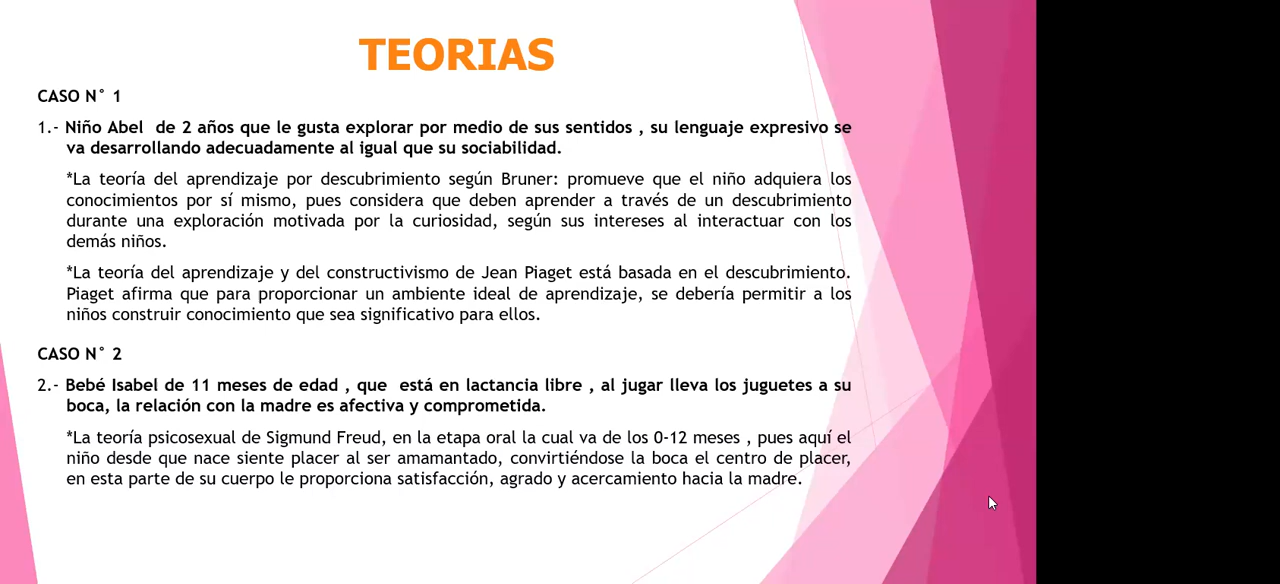 TEORIAS
CASO N° 1
1.- Niño Abel de 2 años que le gusta explorar por medio de sus sentidos , su lenguaje expresivo se
va desarrollando adecuadamente al igual que su sociabilidad.
*La teoría del aprendizaje por descubrimiento según Bruner: promueve que el niño adquiera los
conocimientos por sí mismo, pues considera que deben aprender a través de un descubrimiento
durante una exploración motivada por la curiosidad, según sus intereses al interactuar con los
demás niños.
*La teoría del aprendizaje y del constructivismo de Jean Piaget está basada en el descubrimiento.
Piaget afirma que para proporcionar un ambiente ideal de aprendizaje, se debería permitir a los
niños construir conocimiento que sea significativo para ellos.
CASO N° 2
2.- Bebé Isabel de 11 meses de edad , que está en lactancia libre , al jugar lleva los juguetes a su
boca, la relación con la madre es afectiva y comprometida.
*La teoría psicosexual de Sigmund Freud, en la etapa oral la cual va de los 0-12 meses , pues aquí el
niño desde que nace siente placer al ser amamantado, convirtiéndose la boca el centro de placer,
en esta parte de su cuerpo le proporciona satisfacción, agrado y acercamiento hacia la madre.